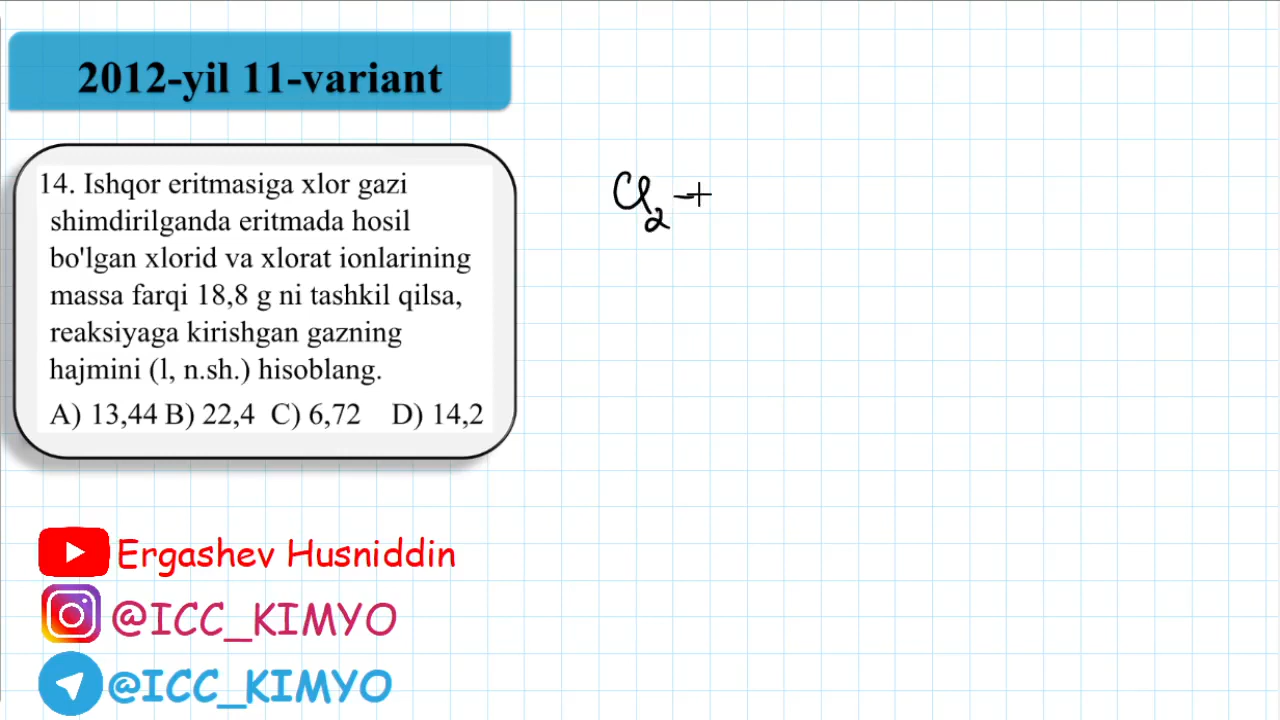 2012-yil 11-variant
14. Ishqor eritmasiga xlor gazi
shimdirilganda eritmada hosil
bo'lgan xlorid va xlorat ionlarining
massa farqi 18,8 g ni tashkil qilsa,
reaksiyaga kirishgan gazning
hajmini (l, n.sh.) hisoblang.
A) 13,44 B) 22,4 C) 6,72 D) 14,2
Cl₂ +
Ergashev Husniddin
@ICC_KIMYO
@ICC_KIMYO